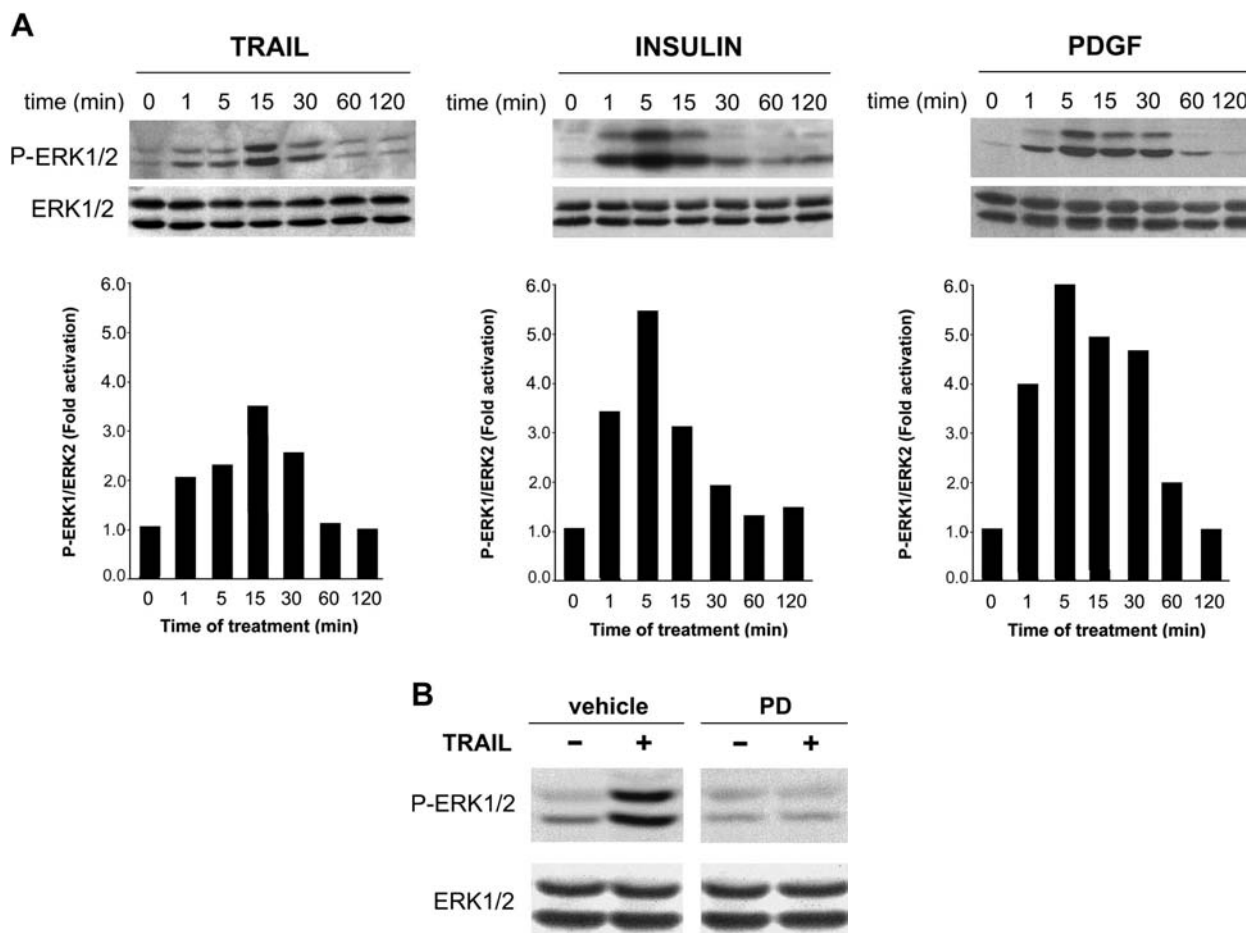 A
TRAIL
INSULIN
PDGF
time (min) 0 1 5 15 30 60 120
time (min) 0 1 5 15 30 60 120
time (min) 0 1 5 15 30 60 120
P-ERK1/2
ERK1/2
P-ERK1/ERK2 (Fold activation)
6.0
5.0
4.0
3.0
2.0
1.0
0.0
0 1 5 15 30 60 120
Time of treatment (min)
P-ERK1/ERK2 (Fold activation)
6.0
5.0
4.0
3.0
2.0
1.0
0.0
0 1 5 15 30 60 120
Time of treatment (min)
P-ERK1/ERK2 (Fold activation)
6.0
5.0
4.0
3.0
2.0
1.0
0.0
0 1 5 15 30 60 120
Time of treatment (min)
B
vehicle PD
TRAIL − + − +
P-ERK1/2
ERK1/2